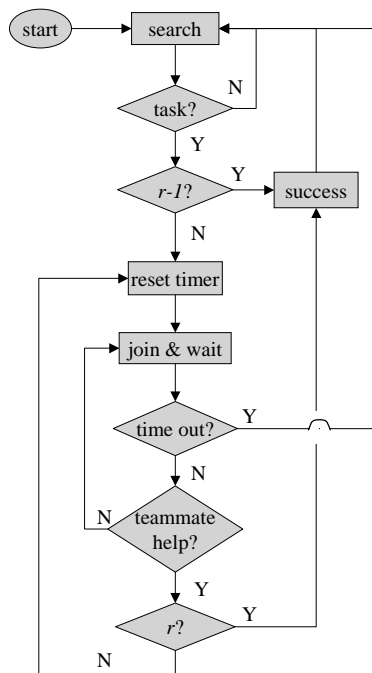 start
search
N
task?
Y
r-1?
Y
success
N
reset timer
join & wait
time out?
Y
N
teammate
help?
N
Y
r?
Y
N